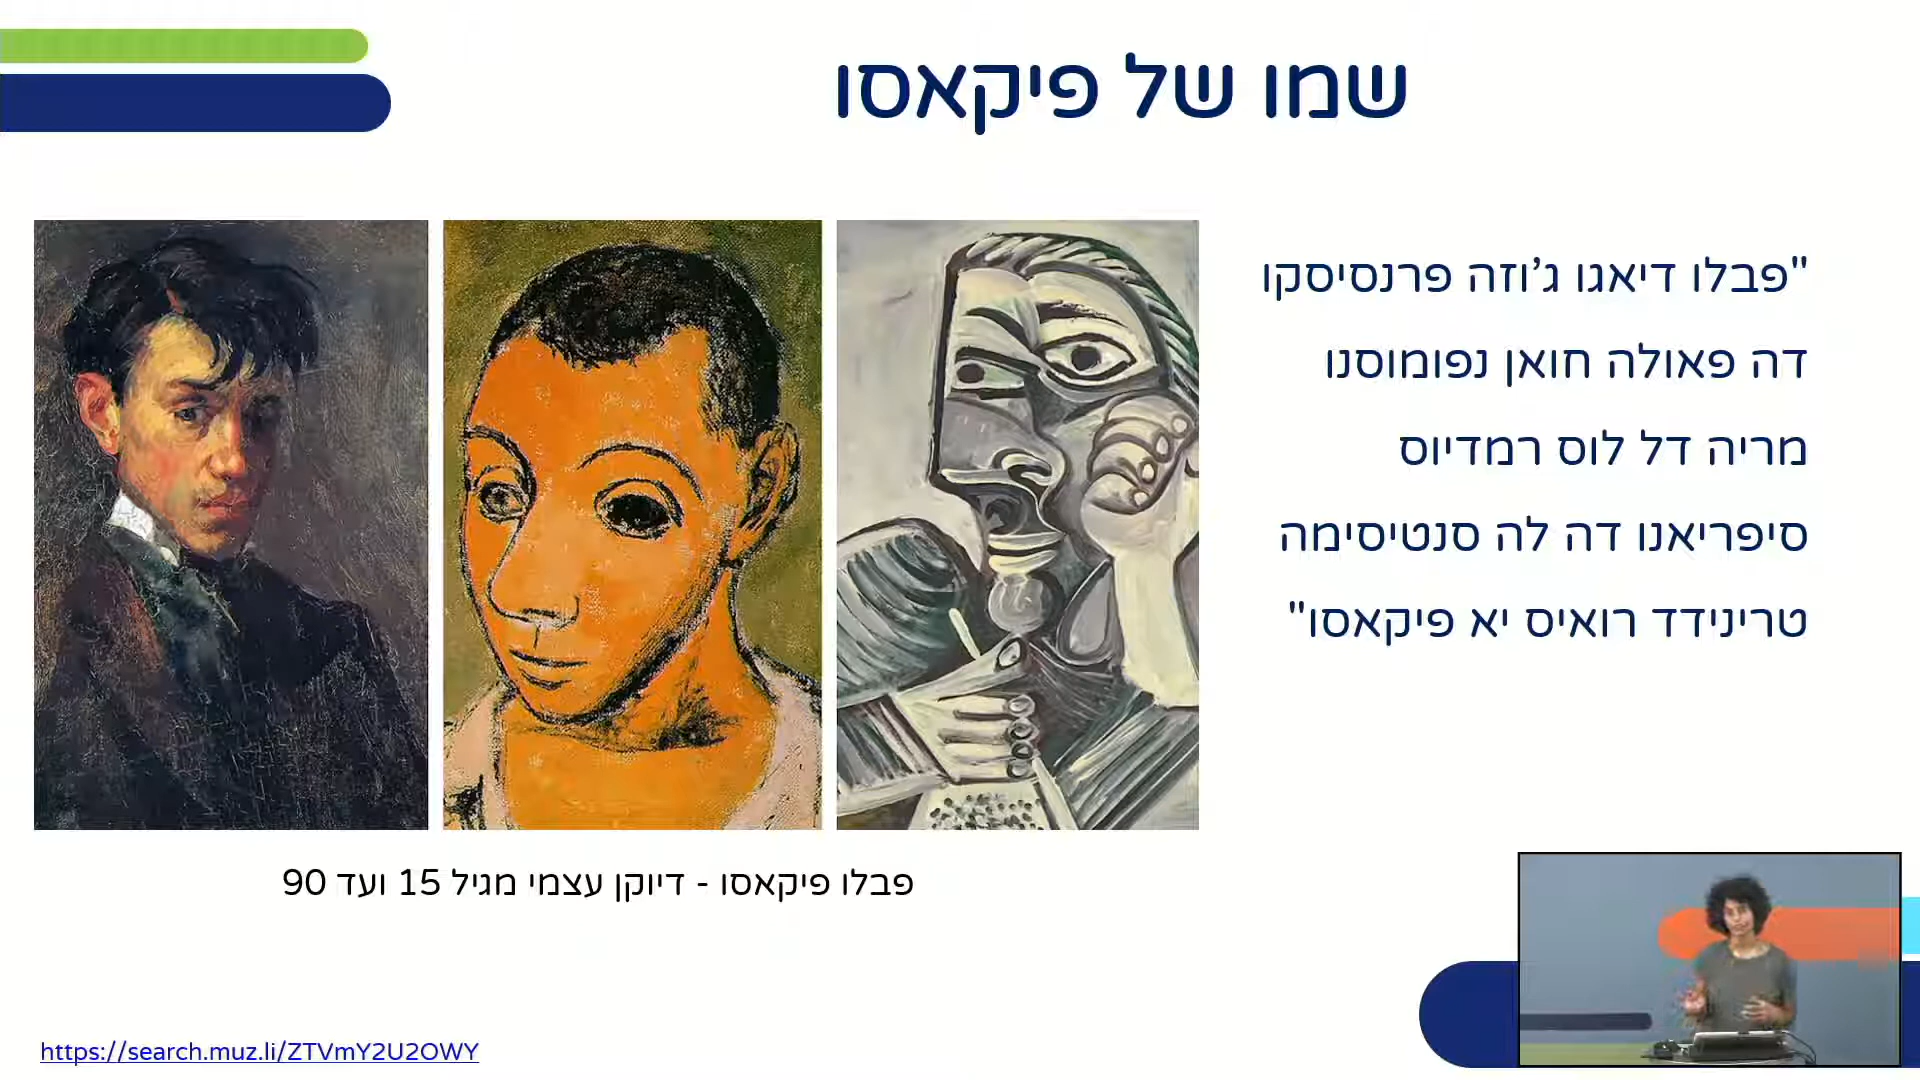 שמו של פיקאסו
"פבלו דיאגו ג'וזה פרנסיסקו
דה פאולה חואן נפומוסנו
מריה דל לוס רמדיוס
סיפריאנו דה לה סנטיסימה
טרינידד רואיס יא פיקאסו"
פבלו פיקאסו - דיוקן עצמי מגיל 15 ועד 90
https://search.muz.li/ZTVmY2U2OWY